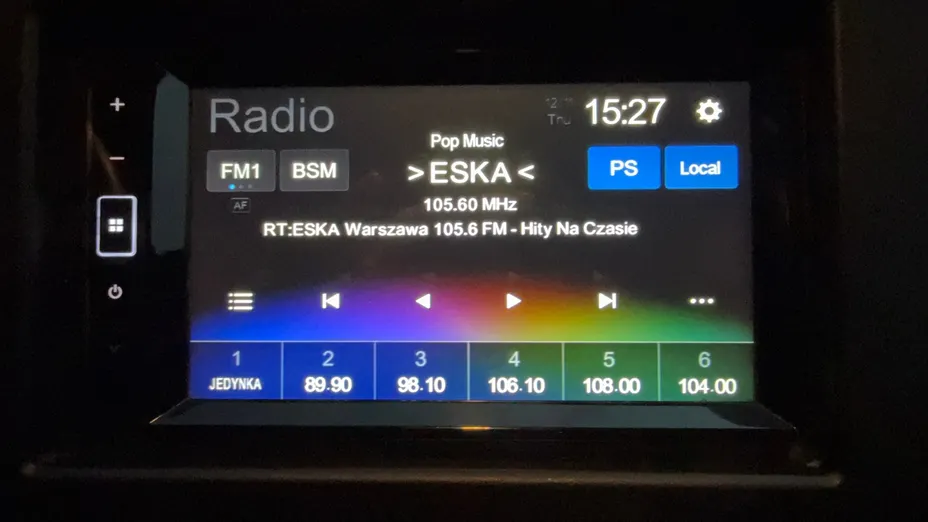 Radio
Thu
15:27
Pop Music
FM1
BSM
>ESKA<
PS
Local
AF
105.60 MHz
RT:ESKA Warszawa 105.6 FM - Hity Na Czasie
1 2 3 4 5 6
JEDYNKA 89.90 98.10 106.10 108.00 104.00